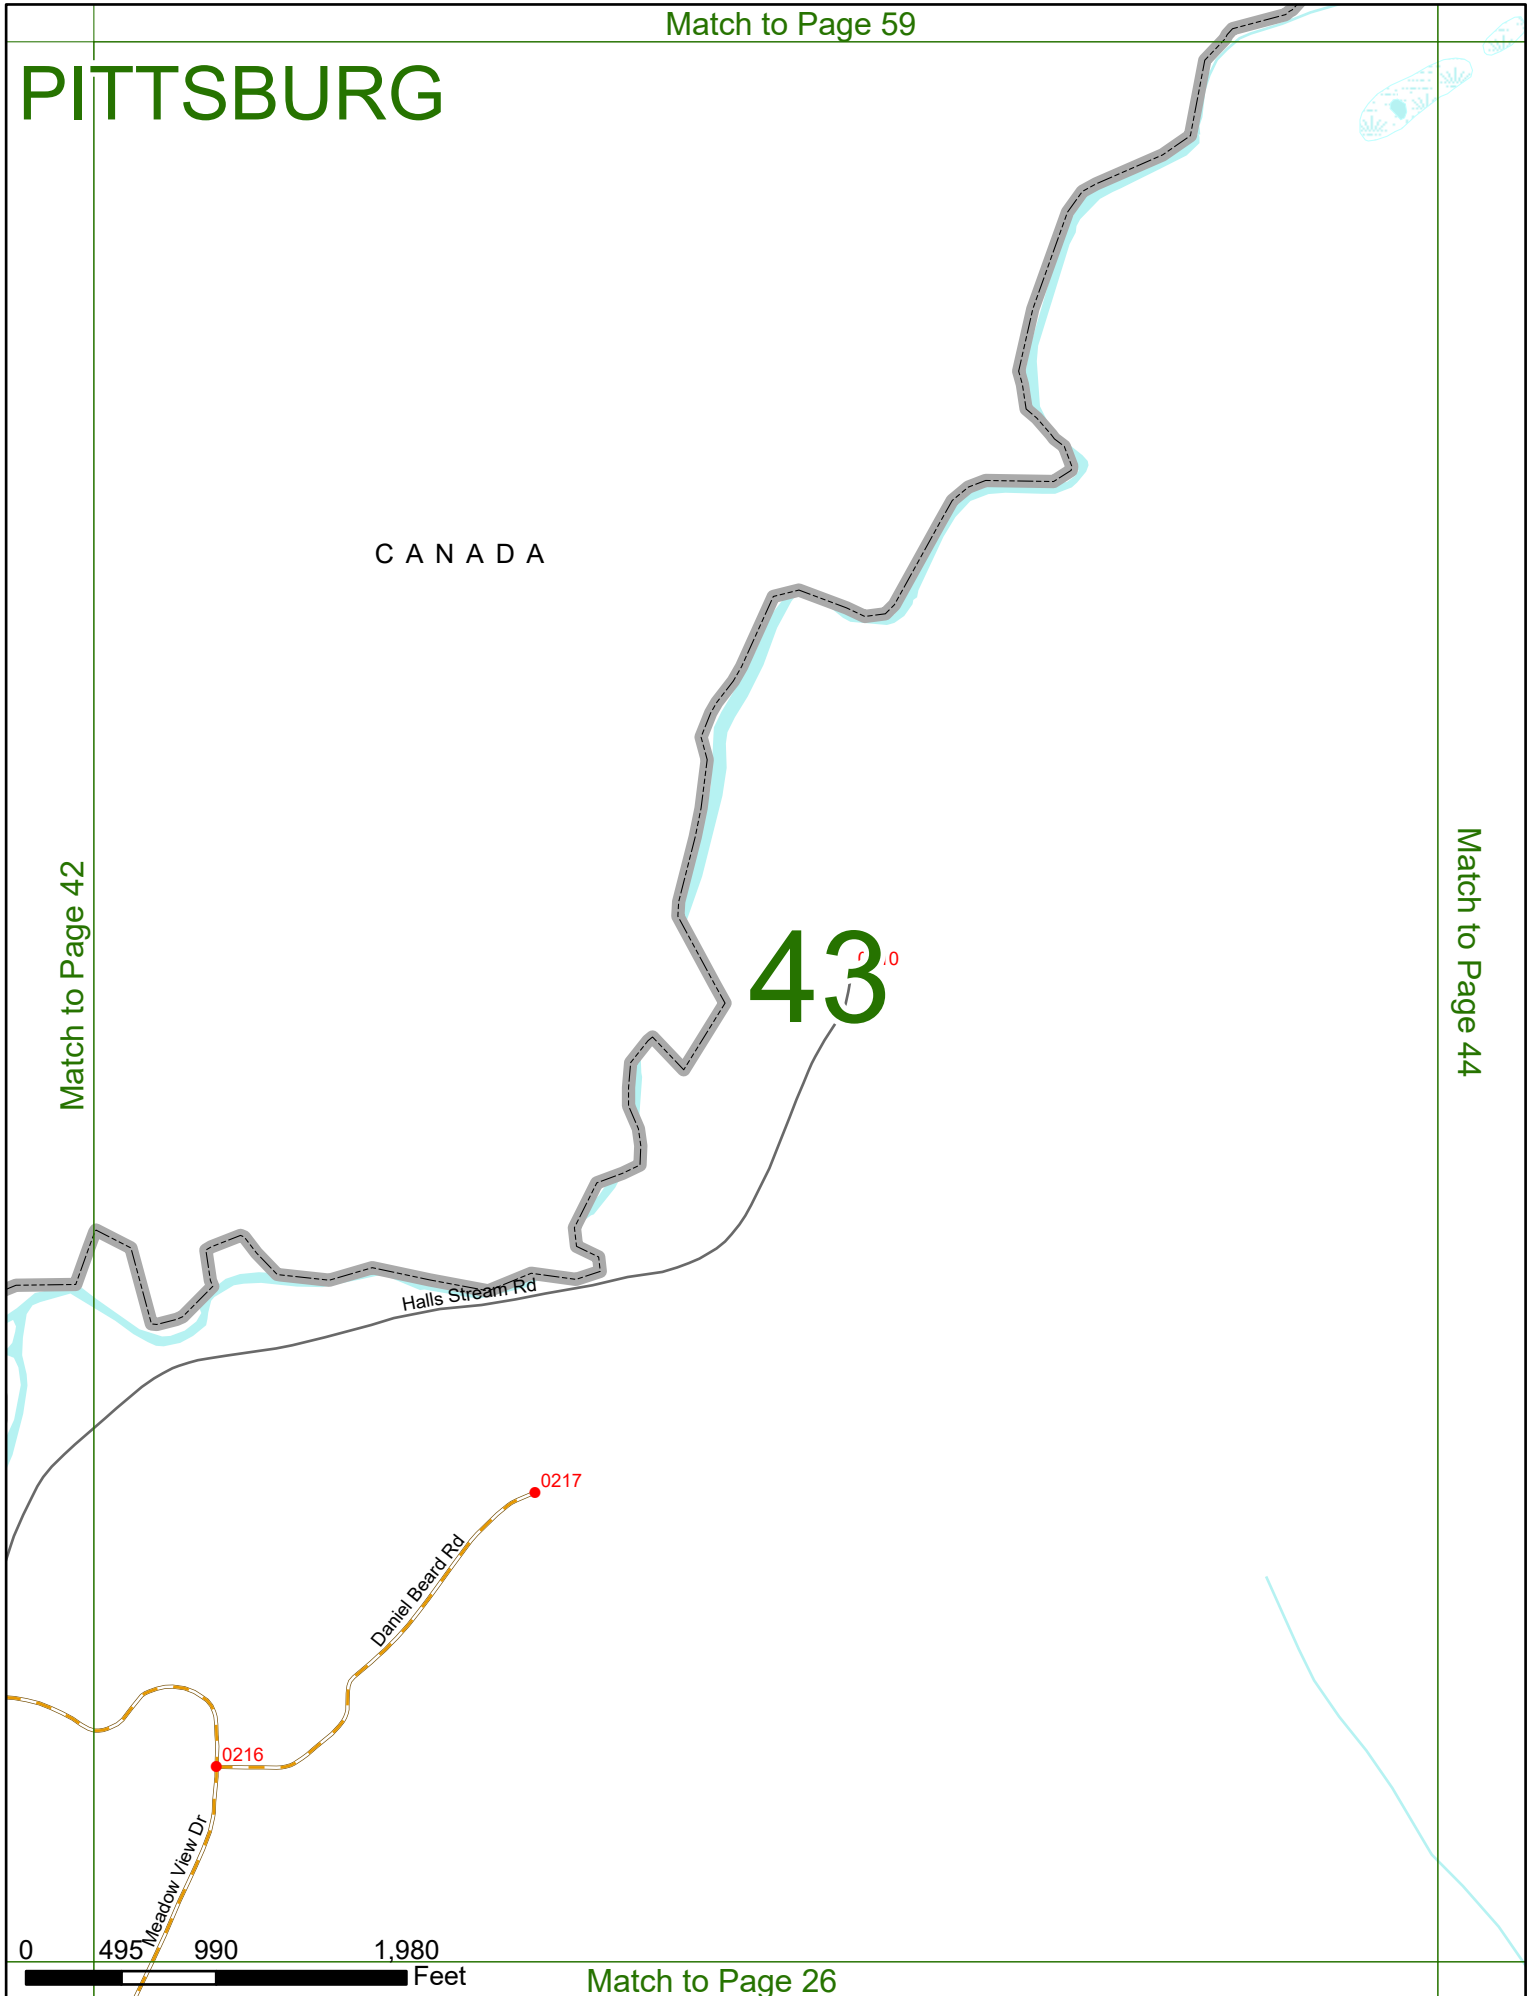 Match to Page 59
PITTSBURG
CANADA
Match to Page 42
Match to Page 44
43
Halls Stream Rd
0217
Daniel Beard Rd
0216
Meadow View Dr
0 495 990 1,980
Feet
Match to Page 26